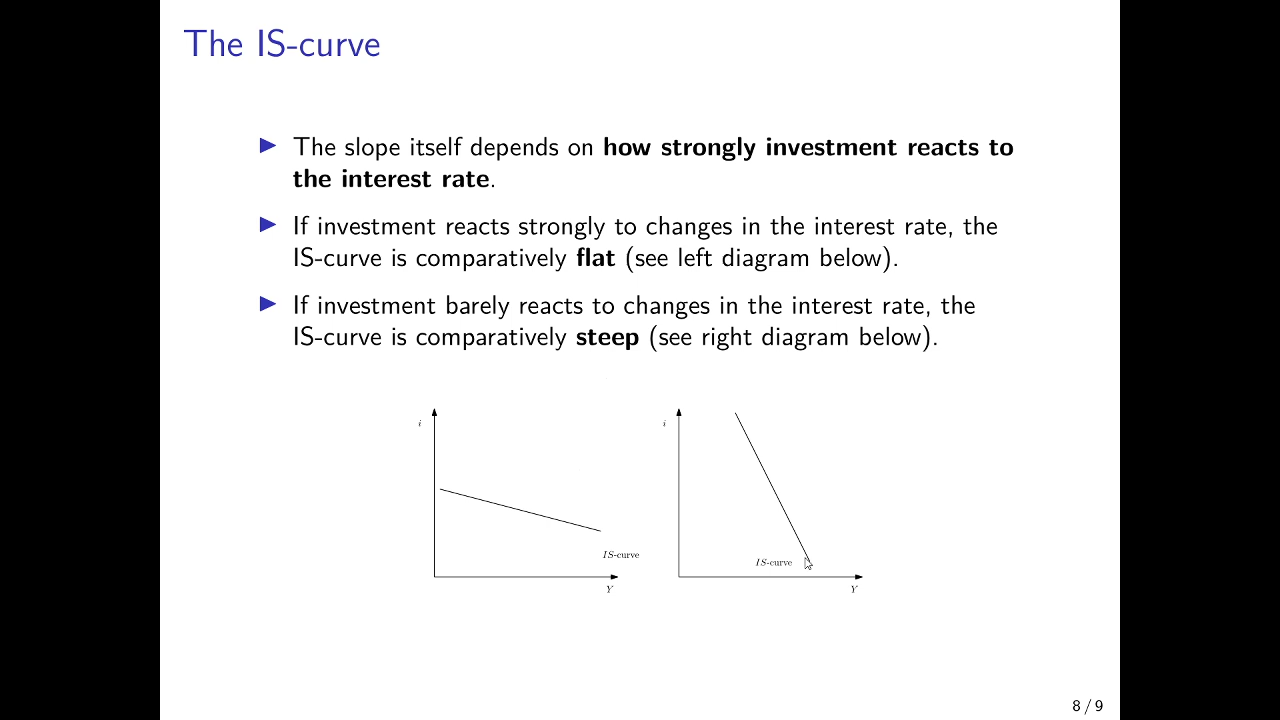 The IS-curve
▶ The slope itself depends on how strongly investment reacts to
the interest rate.
▶ If investment reacts strongly to changes in the interest rate, the
IS-curve is comparatively flat (see left diagram below).
▶ If investment barely reacts to changes in the interest rate, the
IS-curve is comparatively steep (see right diagram below).
i
IS-curve
Y
i
IS-curve
Y
8 / 9